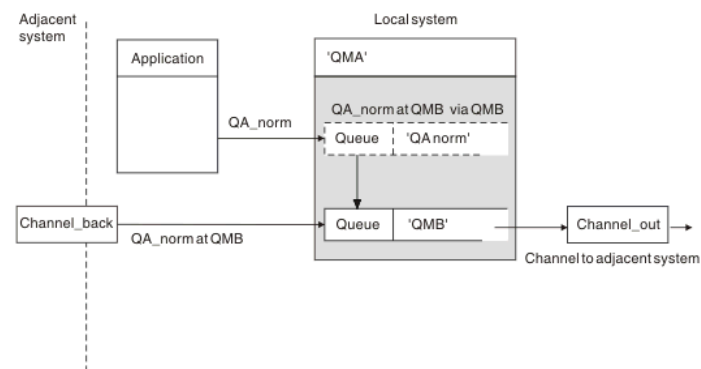 Adjacent
system
Local system
Application
'QMA'
QA_norm at QMB via QMB
QA_norm
Queue
'QA norm'
Channel_back
Queue
'QMB'
Channel_out
QA_norm at QMB
Channel to adjacent system